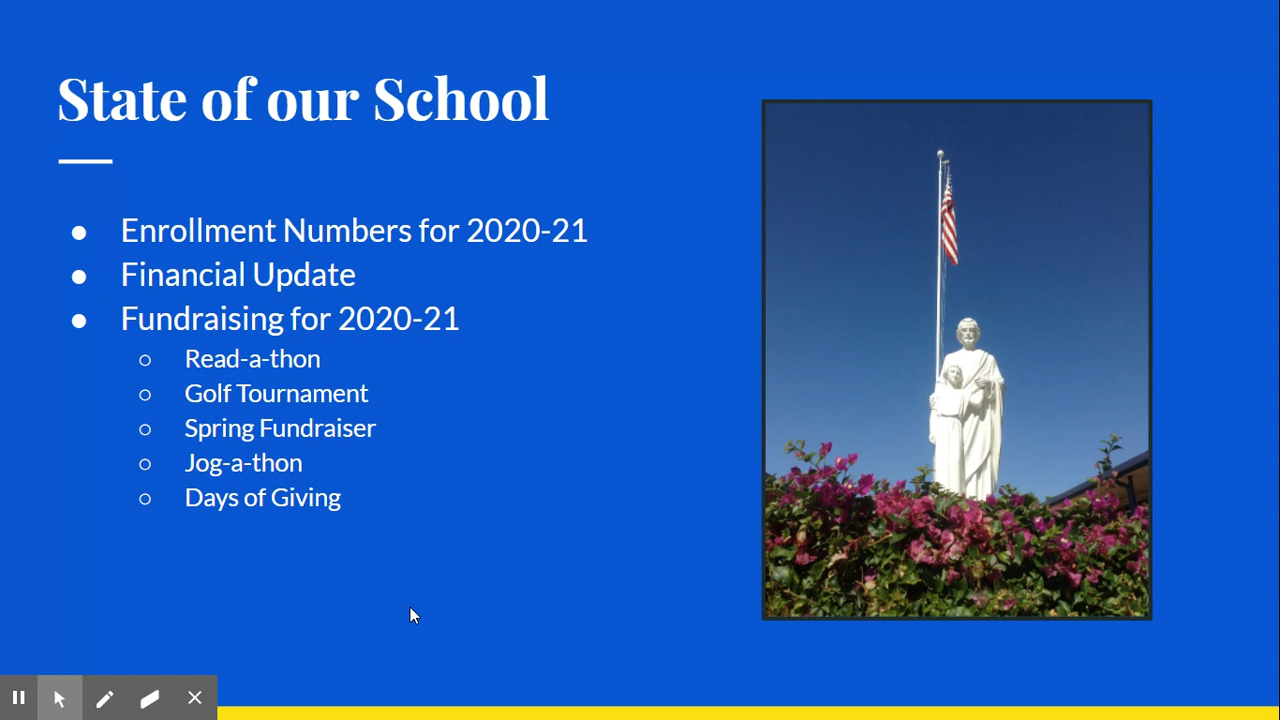 State of our School
Enrollment Numbers for 2020-21
Financial Update
Fundraising for 2020-21
Read-a-thon
Golf Tournament
Spring Fundraiser
Jog-a-thon
Days of Giving